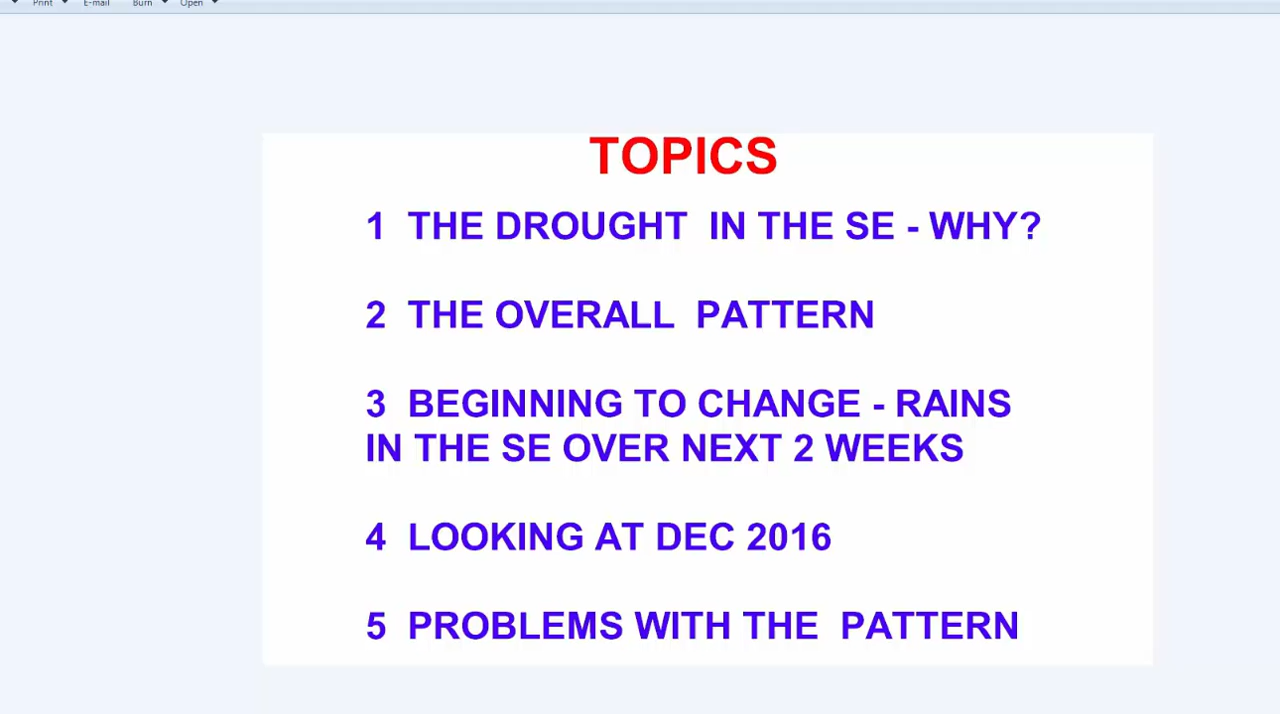 Print E-mail Burn Open
TOPICS
1 THE DROUGHT IN THE SE - WHY?
2 THE OVERALL PATTERN
3 BEGINNING TO CHANGE - RAINS
IN THE SE OVER NEXT 2 WEEKS
4 LOOKING AT DEC 2016
5 PROBLEMS WITH THE PATTERN